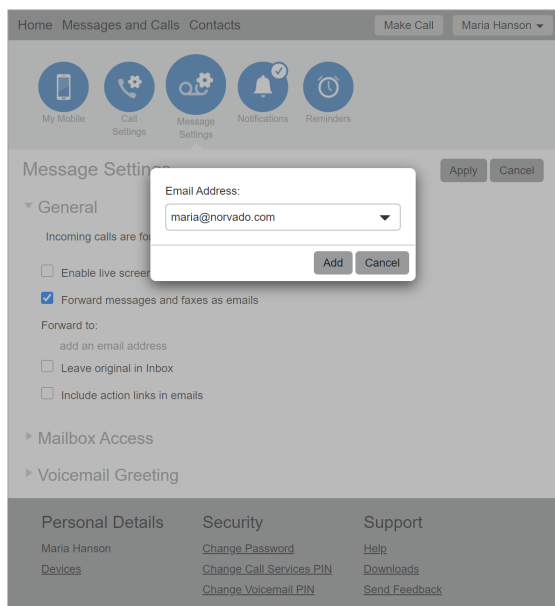 Home Messages and Calls Contacts Make Call Maria Hanson
My Mobile
Call Settings
Message Settings
Notifications
Reminders
Message Settin
Apply Cancel
Email Address:
maria@norvado.com
Add Cancel
General
Incoming calls are fo
Enable live screen
Forward messages and faxes as emails
Forward to:
add an email address
Leave original in Inbox
Include action links in emails
Mailbox Access
Voicemail Greeting
Personal Details Security Support
Maria Hanson Change Password Help
Devices Change Call Services PIN Downloads
Change Voicemail PIN Send Feedback